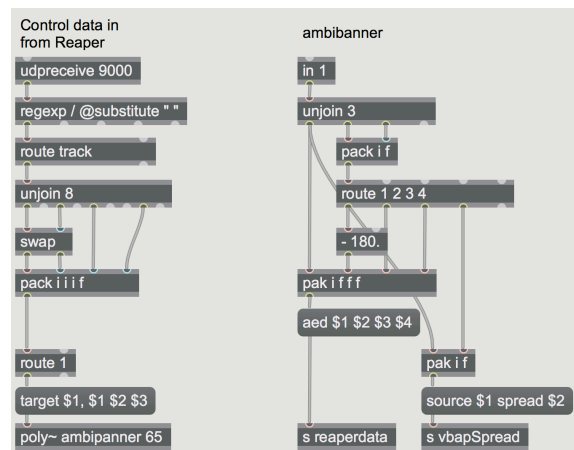 Control data in
from Reaper
udpreceive 9000
regexp / @substitute " "
route track
unjoin 8
swap
pack i i i f
route 1
target $1, $1 $2 $3
poly~ ambipanner 65
ambibanner
in 1
unjoin 3
pack i f
route 1 2 3 4
- 180.
pak i f f f
aed $1 $2 $3 $4
pak i f
source $1 spread $2
s reaperdata
s vbapSpread